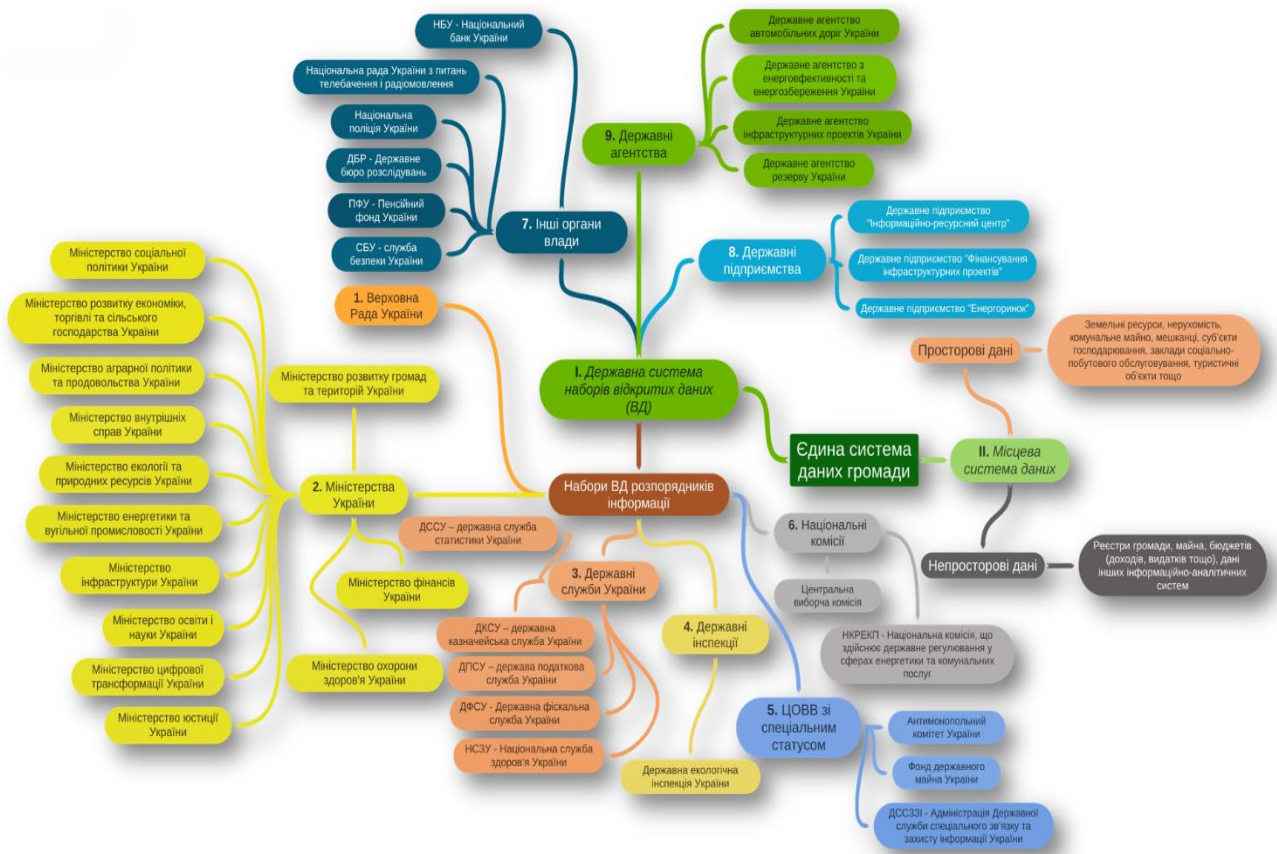 НБУ - Національний
банк України
Національна рада України з питань
телебачення і радіомовлення
Національна
поліція України
ДБР - Державне
бюро розслідувань
ПФУ - Пенсійний
фонд України
СБУ - служба
безпеки України
7. Інші органи
влади
9. Державні
агентства
Державне агентство
автомобільних доріг України
Державне агентство з
енергоефективності та
енергозбереження України
Державне агентство
інфраструктурних проектів України
Державне агентство
резерву України
8. Державні
підприємства
Державне підприємство
"Інформаційно-ресурсний центр"
Державне підприємство "Фінансування
інфраструктурних проектів"
Державне підприємство "Енергоринок"
1. Верховна
Рада України
І. Державна система
наборів відкритих даних
(ВД)
Єдина система
даних громади
ІІ. Місцева
система даних
Просторові дані
Земельні ресурси, нерухомість,
комунальне майно, мешканці, суб'єкти
господарювання, заклади соціально-
побутового обслуговування, туристичні
об'єкти тощо
Непросторові дані
Реєстри громади, майна, бюджетів
(доходів, видатків тощо), дані
інших інформаційно-аналітичних
систем
Набори ВД розпорядників
інформації
2. Міністерства
України
Міністерство соціальної
політики України
Міністерство розвитку економіки,
торгівлі та сільського
господарства України
Міністерство аграрної політики
та продовольства України
Міністерство внутрішніх
справ України
Міністерство екології та
природних ресурсів України
Міністерство енергетики та
вугільної промисловості України
Міністерство
інфраструктури України
Міністерство освіти і
науки України
Міністерство цифрової
трансформації України
Міністерство юстиції
України
Міністерство розвитку громад
та територій України
Міністерство фінансів
України
Міністерство охорони
здоров'я України
3. Державні
служби України
ДССУ – державна служба
статистики України
ДКСУ – державна
казначейська служба України
ДПСУ – держава податкова
служба України
ДФСУ - Державна фіскальна
служба України
НСЗУ - Національна служба
здоров'я України
4. Державні
інспекції
Державна екологічна
інспекція України
5. ЦОВВ зі
спеціальним
статусом
Антимонопольний
комітет України
Фонд державного
майна України
ДССЗЗІ - Адміністрація Державної
служби спеціального зв'язку та
захисту інформації України
6. Національні
комісії
Центральна
виборча комісія
НКРЕКП - Національна комісія, що
здійснює державне регулювання у
сферах енергетики та комунальних
послуг